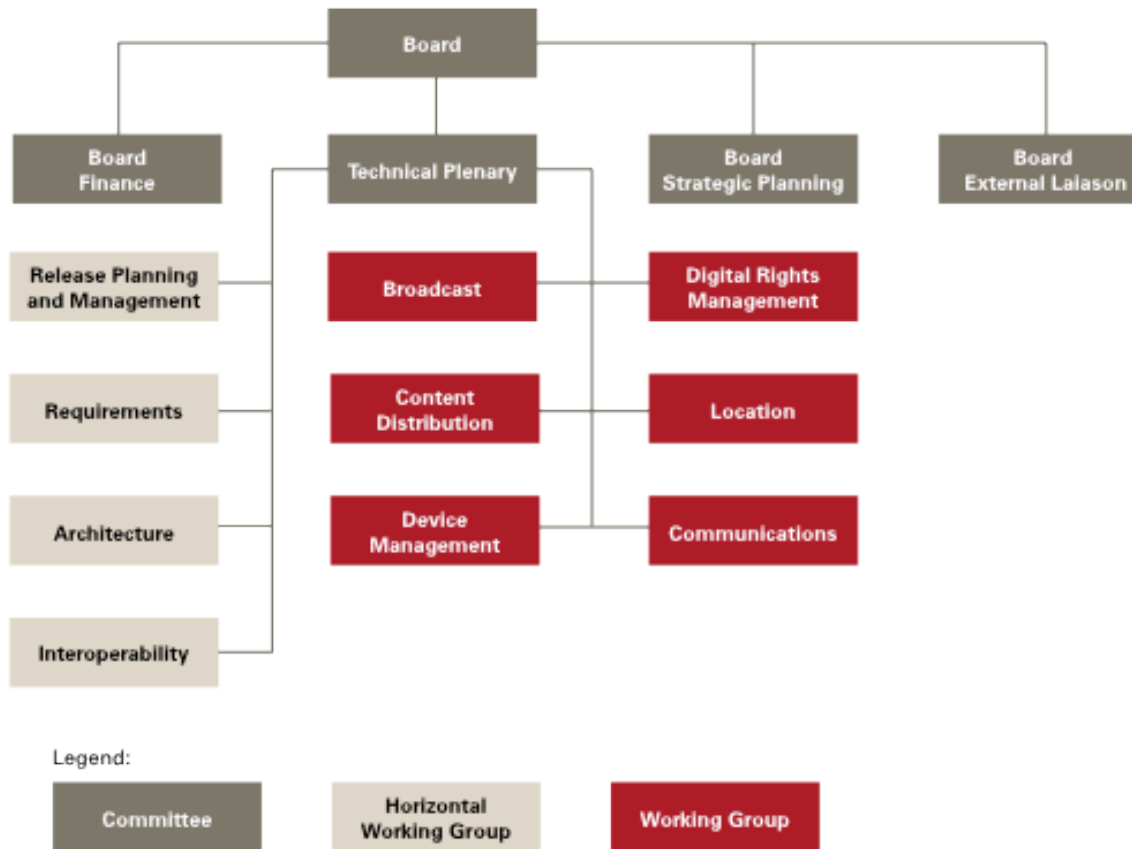 Board
Board
Finance
Technical Plenary
Board
Strategic Planning
Board
External Laiason
Release Planning
and Management
Broadcast
Digital Rights
Management
Requirements
Content
Distribution
Location
Architecture
Device
Management
Communications
Interoperability
Legend:
Committee
Horizontal
Working Group
Working Group